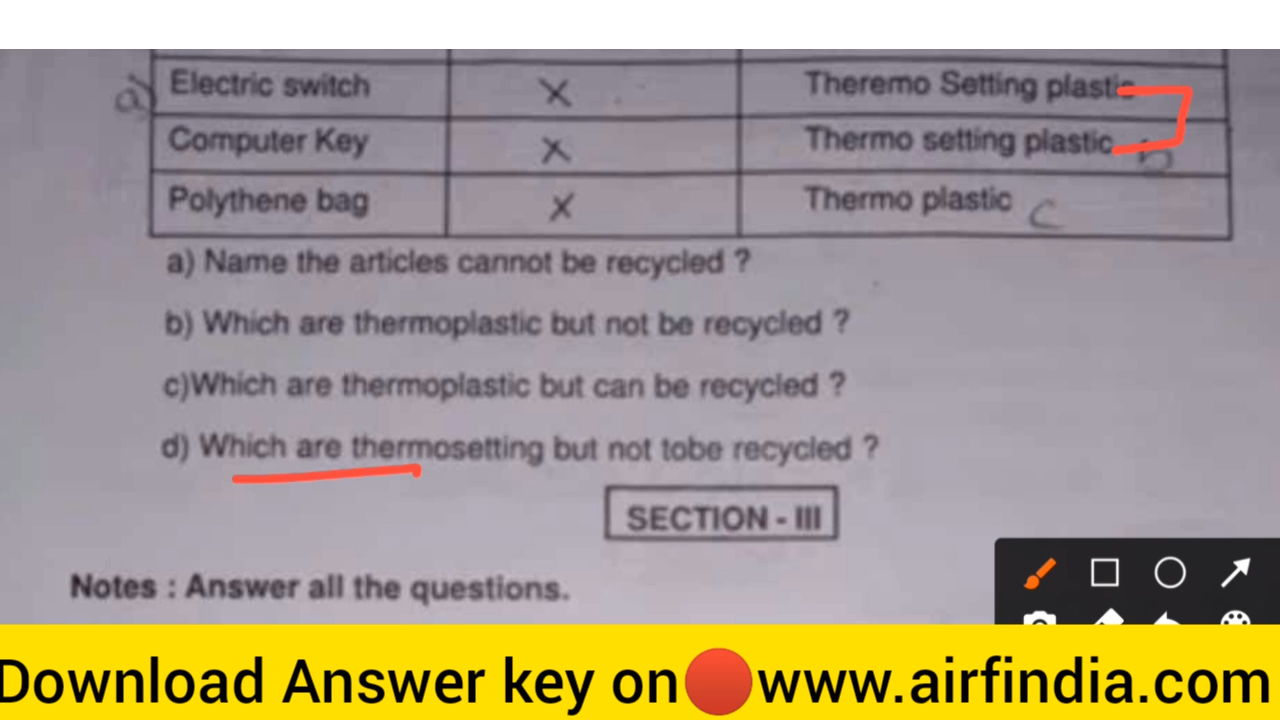 a) Electric switch X Theremo Setting plastic
Computer Key X Thermo setting plastic b
Polythene bag X Thermo plastic C
a) Name the articles cannot be recycled ?
b) Which are thermoplastic but not be recycled ?
c)Which are thermoplastic but can be recycled ?
d) Which are thermosetting but not tobe recycled ?
SECTION - III
Notes : Answer all the questions.
Download Answer key on🔴www.airfindia.com